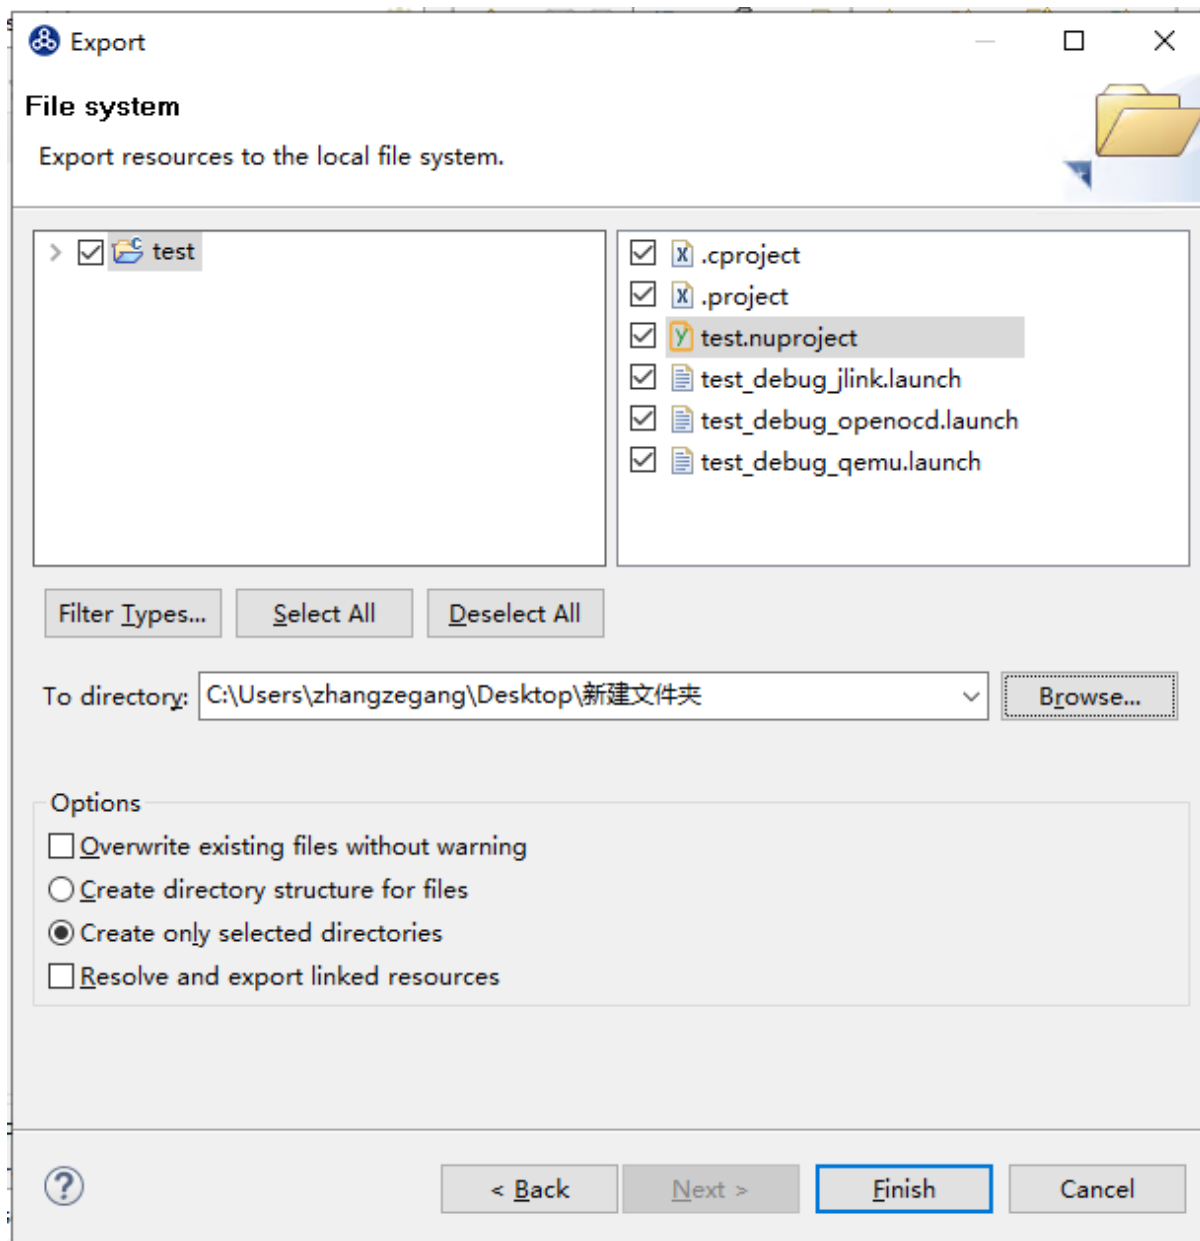 Export
File system
Export resources to the local file system.
test
.cproject
.project
test.nuproject
test_debug_jlink.launch
test_debug_openocd.launch
test_debug_qemu.launch
Filter Types... Select All Deselect All
To directory: C:\Users\zhangzegang\Desktop\新建文件夹 Browse...
Options
Overwrite existing files without warning
Create directory structure for files
Create only selected directories
Resolve and export linked resources
? < Back Next > Finish Cancel